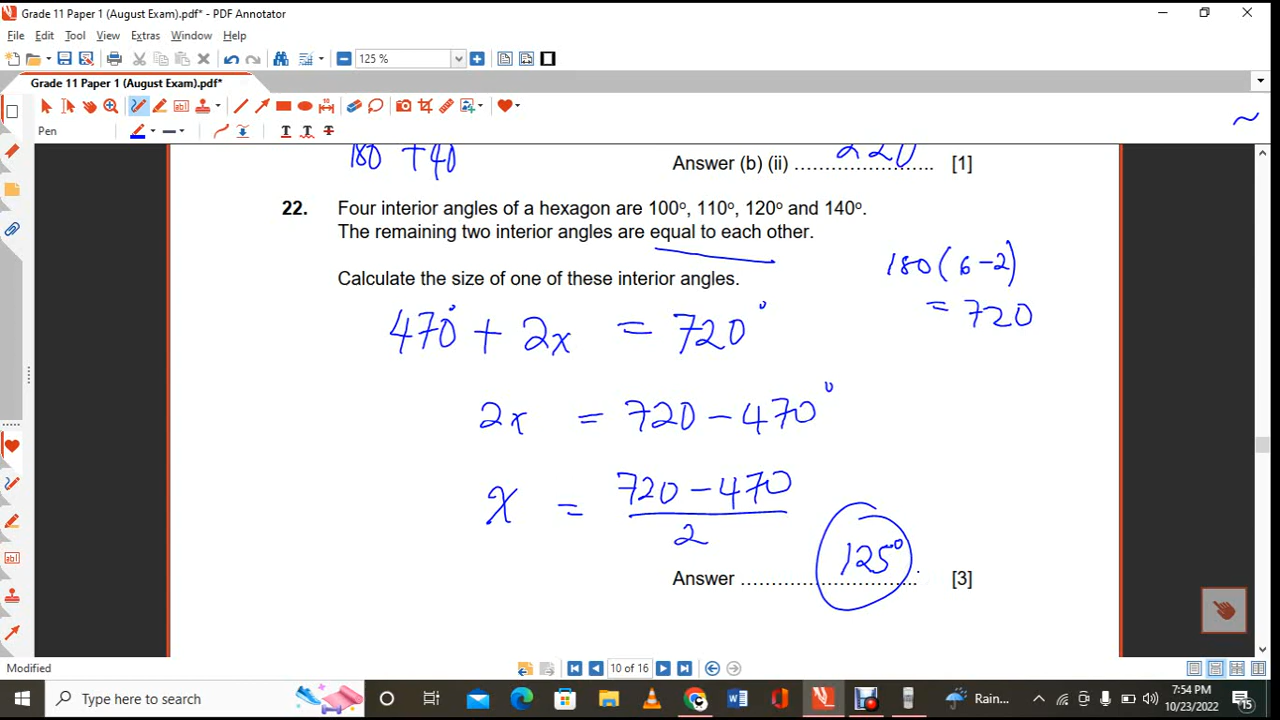 Grade 11 Paper 1 (August Exam).pdf* - PDF Annotator
File Edit Tool View Extras Window Help
125 %
Grade 11 Paper 1 (August Exam).pdf*
Pen
180 + 40
220
Answer (b) (ii) …………………….. [1]
22. Four interior angles of a hexagon are 100°, 110°, 120° and 140°.
The remaining two interior angles are equal to each other.
Calculate the size of one of these interior angles.
180(6-2)
= 720
470° + 2x = 720°
2x = 720 - 470°
x = 720 - 470
2
125°
Answer ………………………….. [3]
Modified
10 of 16
Type here to search
Rain...
7:54 PM
10/23/2022
15